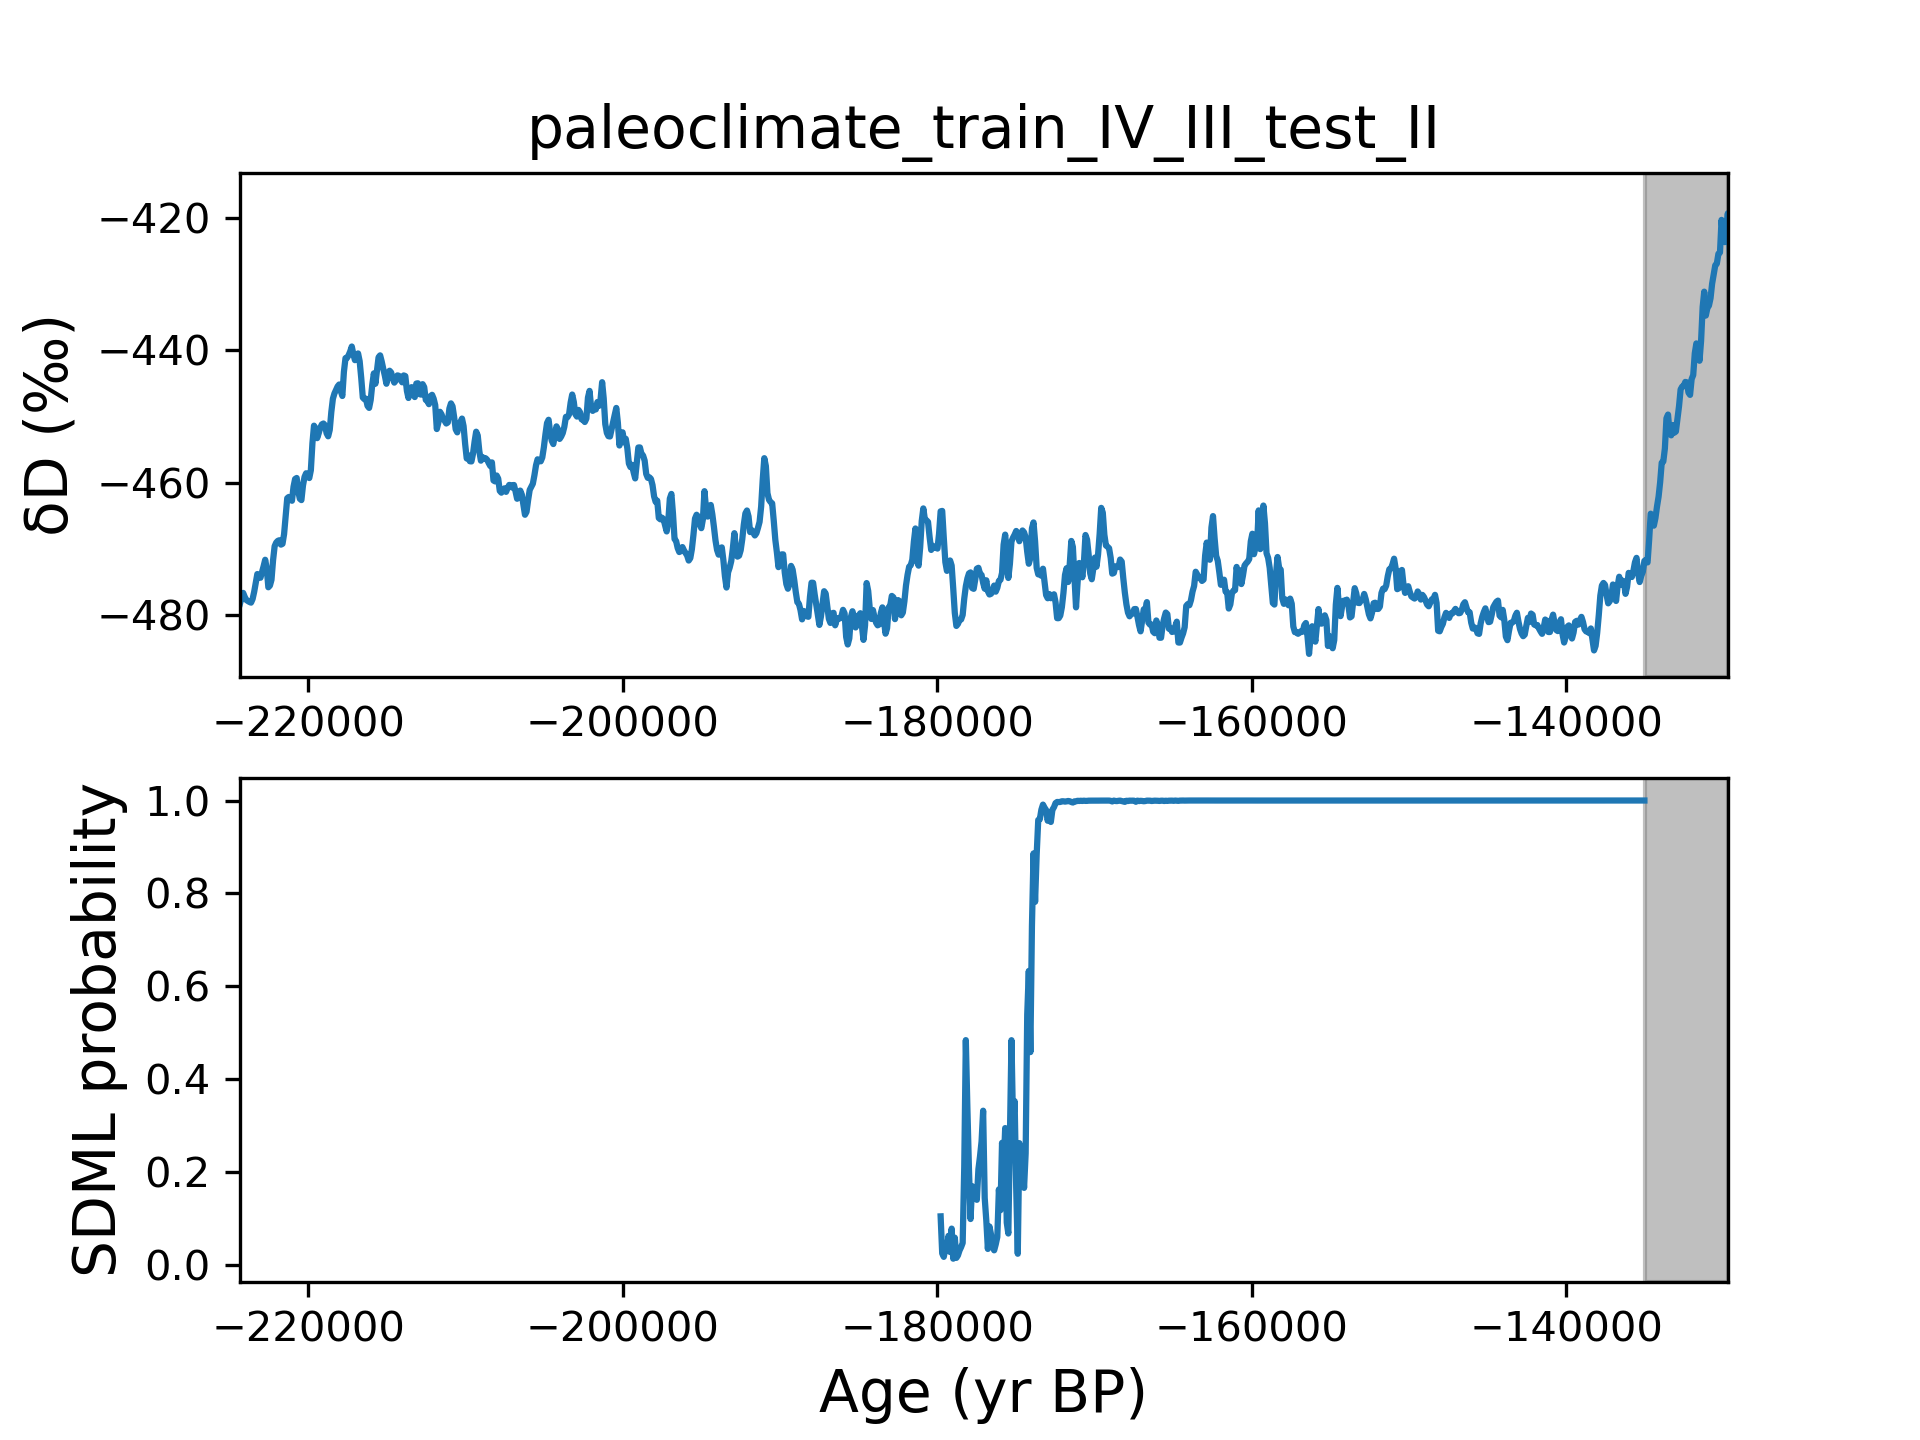 paleoclimate_train_IV_III_test_II
δD (‰)
−420
−440
−460
−480
−220000 −200000 −180000 −160000 −140000
SDML probability
1.0
0.8
0.6
0.4
0.2
0.0
−220000 −200000 −180000 −160000 −140000
Age (yr BP)